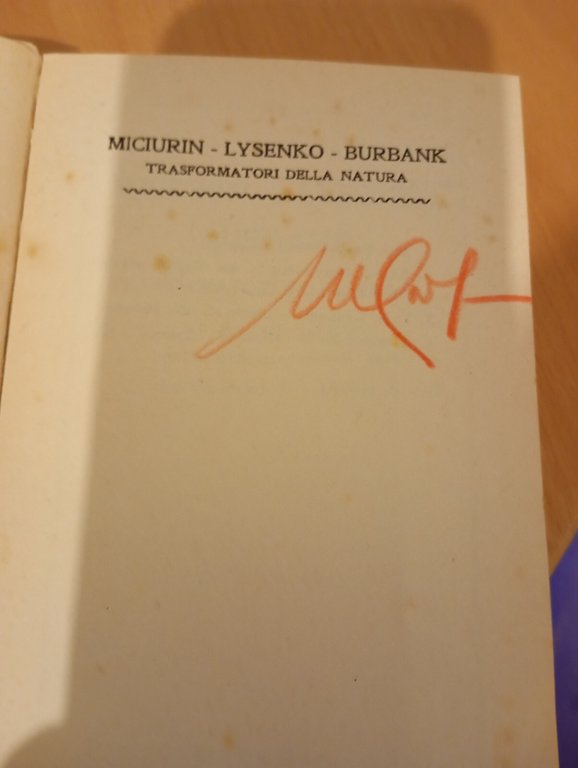 MICIURIN - LYSENKO - BURBANK
TRASFORMATORI DELLA NATURA